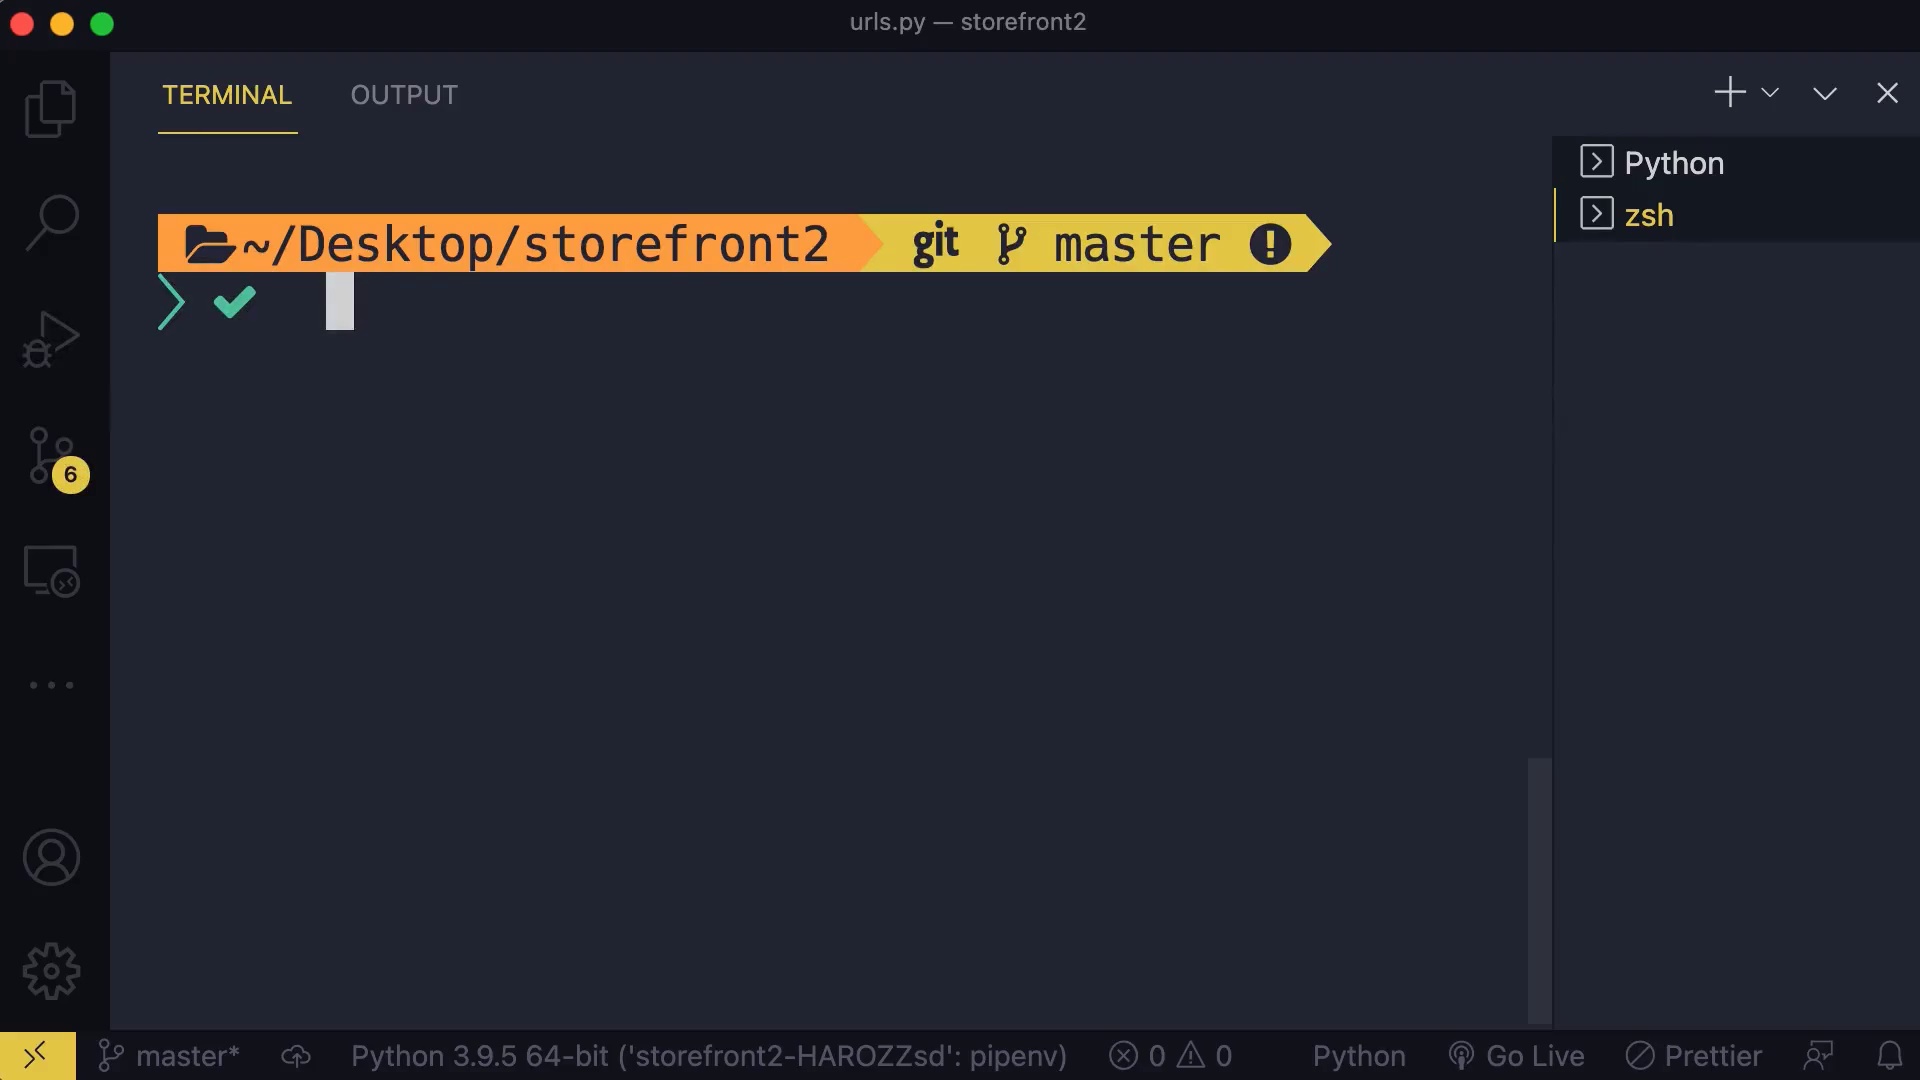 urls.py — storefront2
TERMINAL
OUTPUT
Python
zsh
~/Desktop/storefront2 git master
6
master*
Python 3.9.5 64-bit ('storefront2-HAROZZsd': pipenv)
0
0
Python
Go Live
Prettier